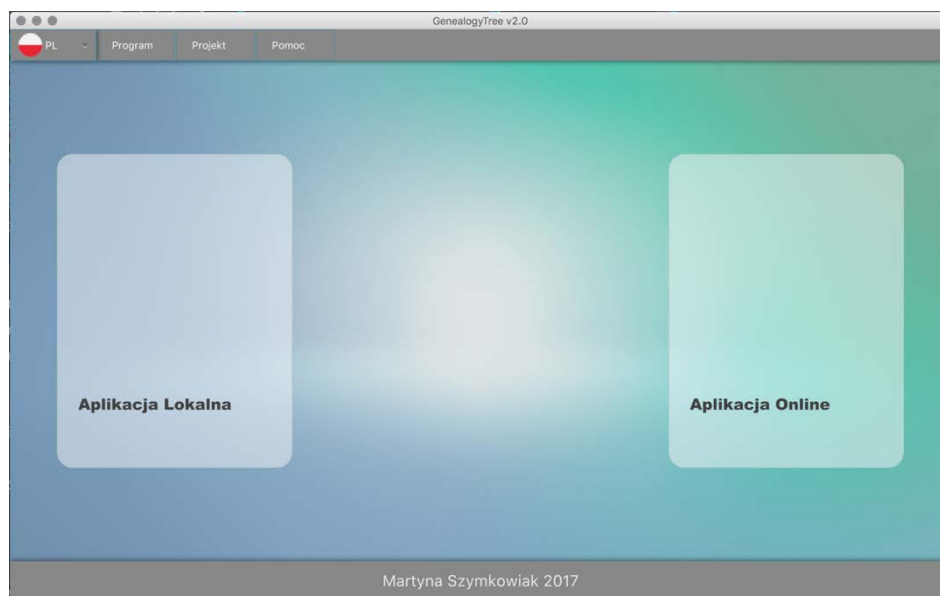 GenealogyTree v2.0
PL Program Projekt Pomoc
Aplikacja Lokalna
Aplikacja Online
Martyna Szymkowiak 2017